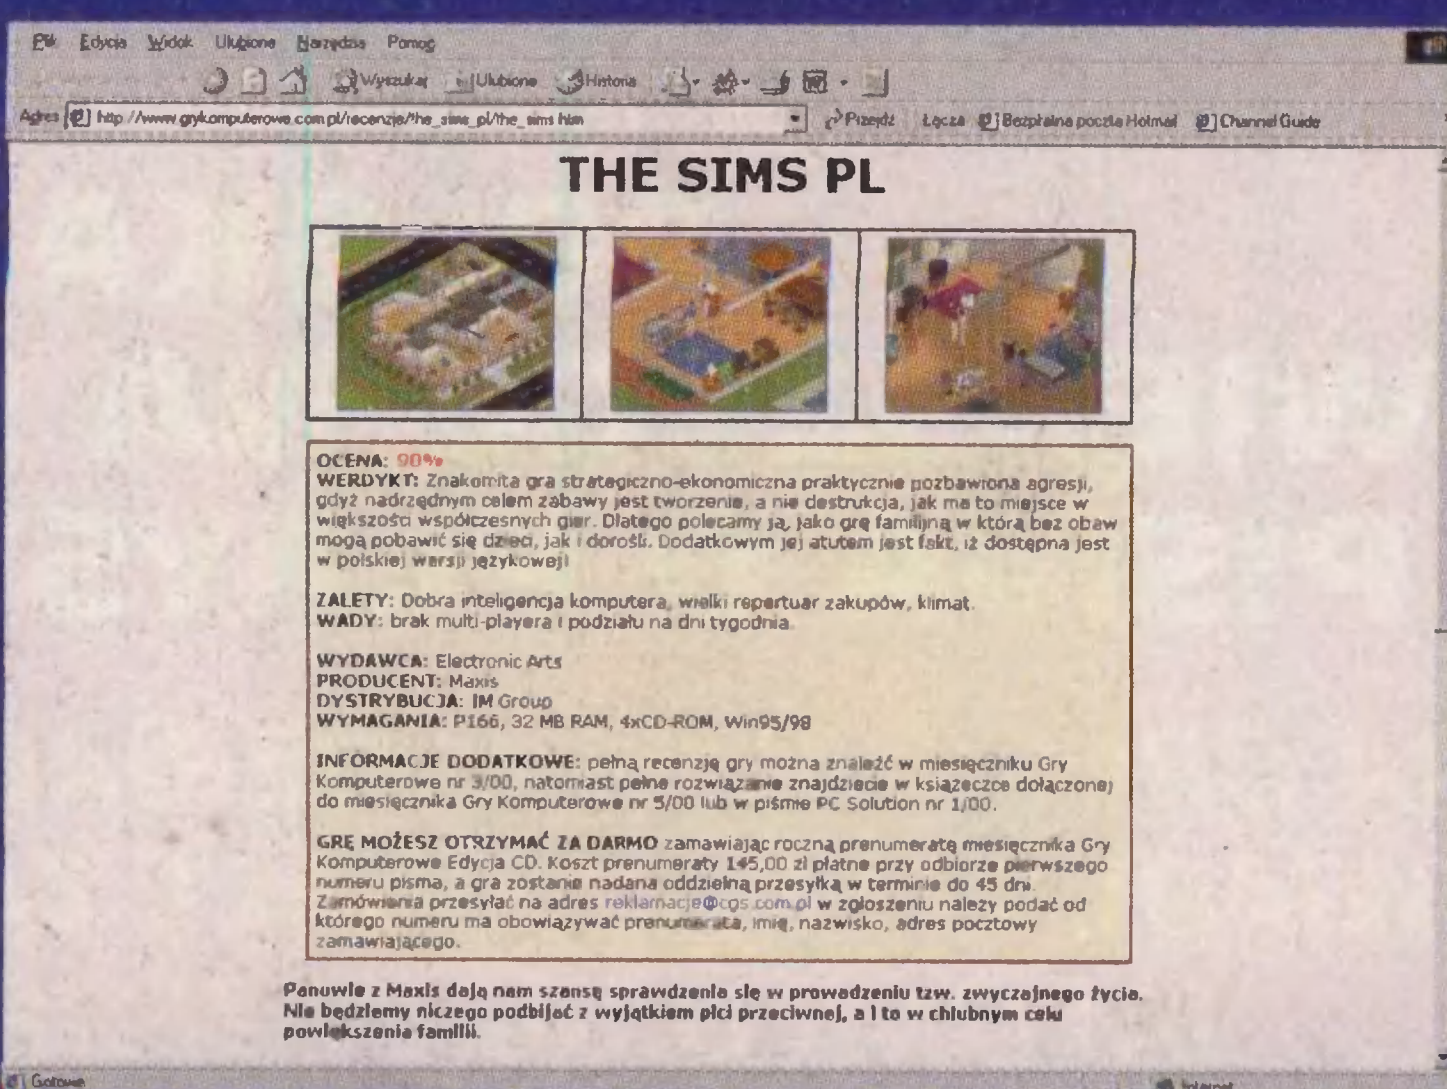 Plik Edycja Widok Ulubione Narzędzia Pomoc
Wyszukaj Ulubione Historia
Adres http://www.grykomputerowe.com.pl/recenzje/the_sims_pl/the_sims.htm Przejdź Łącza Bezpłatna poczta Hotmail Channel Guide
THE SIMS PL
OCENA: 90%
WERDYKT: Znakomita gra strategiczno-ekonomiczna praktycznie pozbawiona agresji,
gdyż nadrzędnym celem zabawy jest tworzenie, a nie destrukcja, jak ma to miejsce w
większości współczesnych gier. Dlatego polecamy ją, jako grę familijną w którą bez obaw
mogą pobawić się dzieci, jak i dorośli. Dodatkowym jej atutem jest fakt, iż dostępna jest
w polskiej wersji językowej!
ZALETY: Dobra inteligencja komputera, wielki repertuar zakupów, klimat.
WADY: brak multi-playera i podziału na dni tygodnia.
WYDAWCA: Electronic Arts
PRODUCENT: Maxis
DYSTRYBUCJA: IM Group
WYMAGANIA: P166, 32 MB RAM, 4xCD-ROM, Win95/98
INFORMACJE DODATKOWE: pełną recenzję gry można znaleźć w miesięczniku Gry
Komputerowe nr 3/00, natomiast pełne rozwiązanie znajdziecie w książeczce dołączonej
do miesięcznika Gry Komputerowe nr 5/00 lub w piśmie PC Solution nr 1/00.
GRĘ MOŻESZ OTRZYMAĆ ZA DARMO zamawiając roczną prenumeratę miesięcznika Gry
Komputerowe Edycja CD. Koszt prenumeraty 145,00 zł płatne przy odbiorze pierwszego
numeru pisma, a gra zostanie nadana oddzielną przesyłką w terminie do 45 dni.
Zamówienia przesyłać na adres reklamacje@cgs.com.pl w zgłoszeniu należy podać od
którego numeru ma obowiązywać prenumerata, imię, nazwisko, adres pocztowy
zamawiającego.
Panowie z Maxis dają nam szansę sprawdzenia się w prowadzeniu tzw. zwyczajnego życia.
Nie będziemy niczego podbijać z wyjątkiem płci przeciwnej, a i to w chlubnym celu
powiększenia familii.
Gotowe Internet